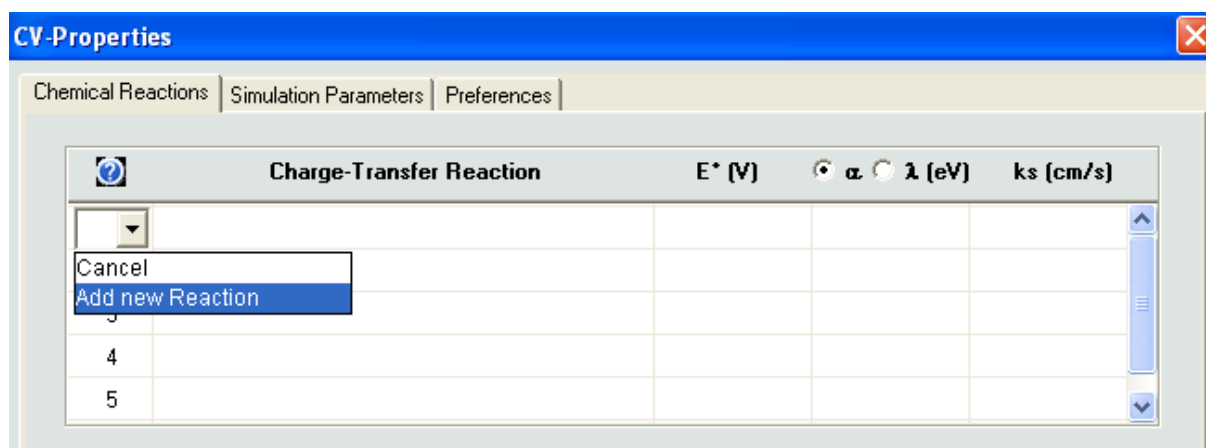 CV-Properties
Chemical Reactions Simulation Parameters Preferences
Charge-Transfer Reaction E° (V) α λ (eV) ks (cm/s)
Cancel
Add new Reaction
4
5